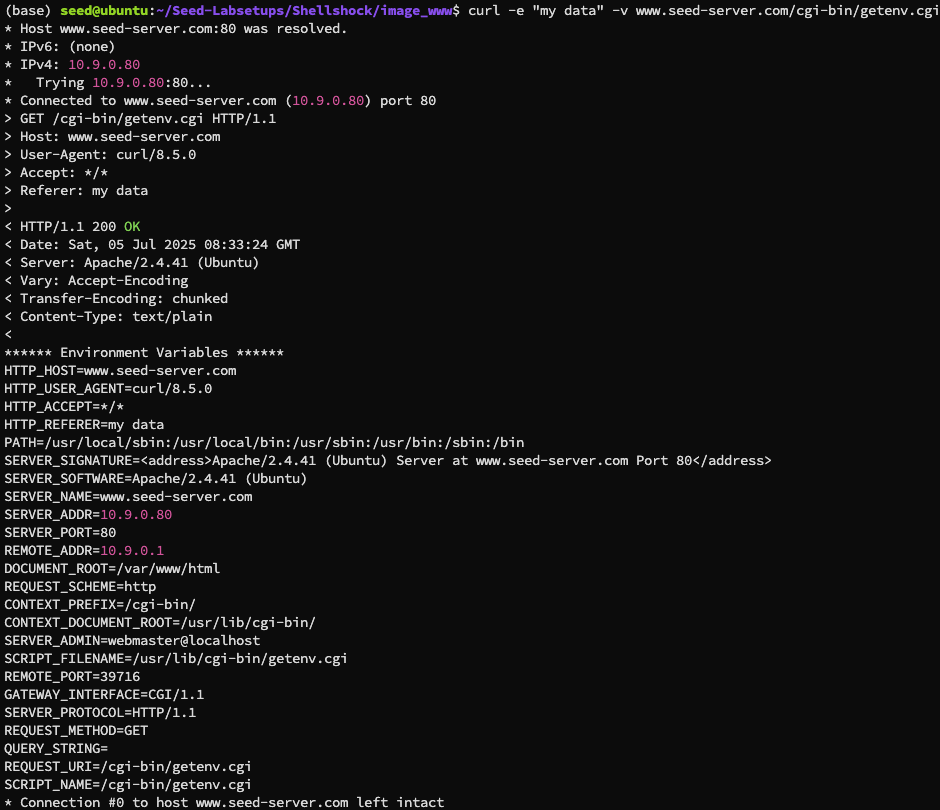 (base) seed@ubuntu:~/Seed-Labsetups/Shellshock/image_www$ curl -e "my data" -v www.seed-server.com/cgi-bin/getenv.cgi
* Host www.seed-server.com:80 was resolved.
* IPv6: (none)
* IPv4: 10.9.0.80
*   Trying 10.9.0.80:80...
* Connected to www.seed-server.com (10.9.0.80) port 80
> GET /cgi-bin/getenv.cgi HTTP/1.1
> Host: www.seed-server.com
> User-Agent: curl/8.5.0
> Accept: */*
> Referer: my data
>
< HTTP/1.1 200 OK
< Date: Sat, 05 Jul 2025 08:33:24 GMT
< Server: Apache/2.4.41 (Ubuntu)
< Vary: Accept-Encoding
< Transfer-Encoding: chunked
< Content-Type: text/plain
<
****** Environment Variables ******
HTTP_HOST=www.seed-server.com
HTTP_USER_AGENT=curl/8.5.0
HTTP_ACCEPT=*/*
HTTP_REFERER=my data
PATH=/usr/local/sbin:/usr/local/bin:/usr/sbin:/usr/bin:/sbin:/bin
SERVER_SIGNATURE=<address>Apache/2.4.41 (Ubuntu) Server at www.seed-server.com Port 80</address>
SERVER_SOFTWARE=Apache/2.4.41 (Ubuntu)
SERVER_NAME=www.seed-server.com
SERVER_ADDR=10.9.0.80
SERVER_PORT=80
REMOTE_ADDR=10.9.0.1
DOCUMENT_ROOT=/var/www/html
REQUEST_SCHEME=http
CONTEXT_PREFIX=/cgi-bin/
CONTEXT_DOCUMENT_ROOT=/usr/lib/cgi-bin/
SERVER_ADMIN=webmaster@localhost
SCRIPT_FILENAME=/usr/lib/cgi-bin/getenv.cgi
REMOTE_PORT=39716
GATEWAY_INTERFACE=CGI/1.1
SERVER_PROTOCOL=HTTP/1.1
REQUEST_METHOD=GET
QUERY_STRING=
REQUEST_URI=/cgi-bin/getenv.cgi
SCRIPT_NAME=/cgi-bin/getenv.cgi
* Connection #0 to host www.seed-server.com left intact